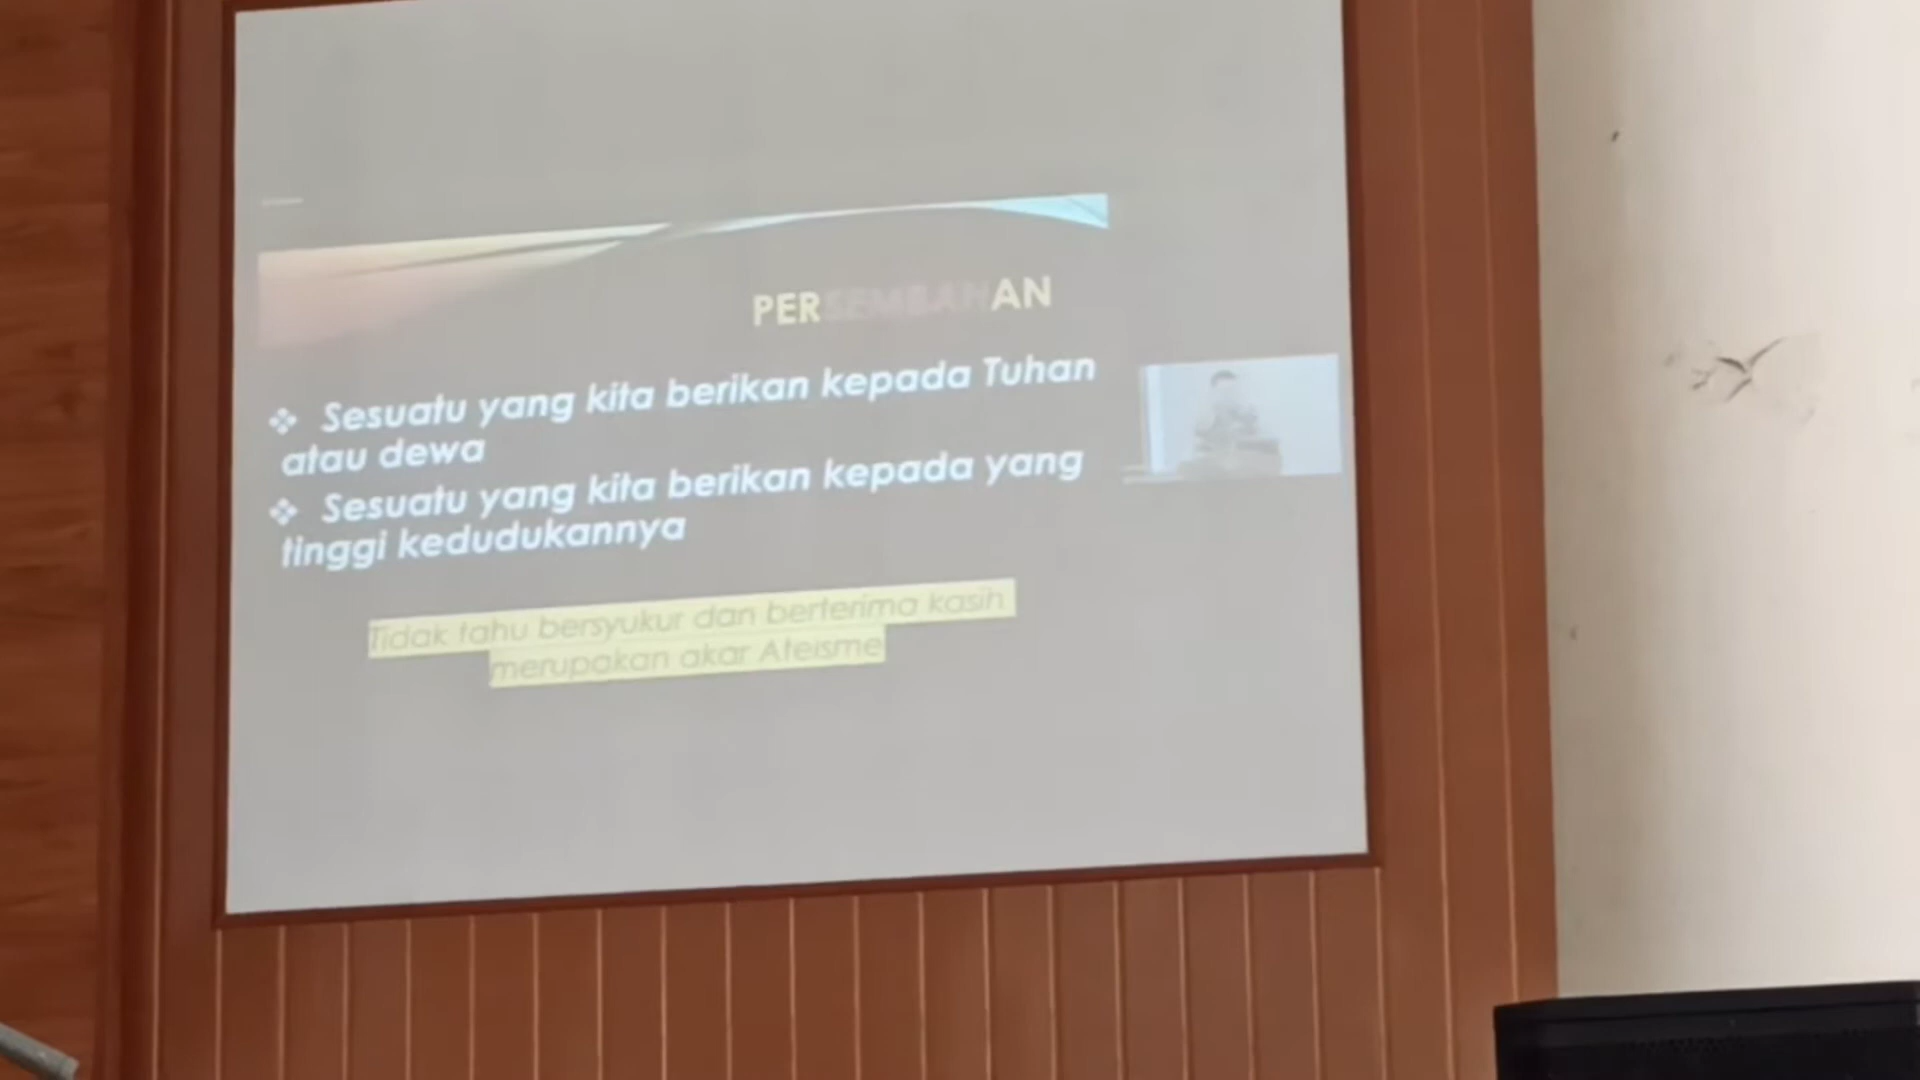 PERSEMBAHAN
❖ Sesuatu yang kita berikan kepada Tuhan
atau dewa
❖ Sesuatu yang kita berikan kepada yang
tinggi kedudukannya
Tidak tahu bersyukur dan berterima kasih
merupakan akar Ateisme